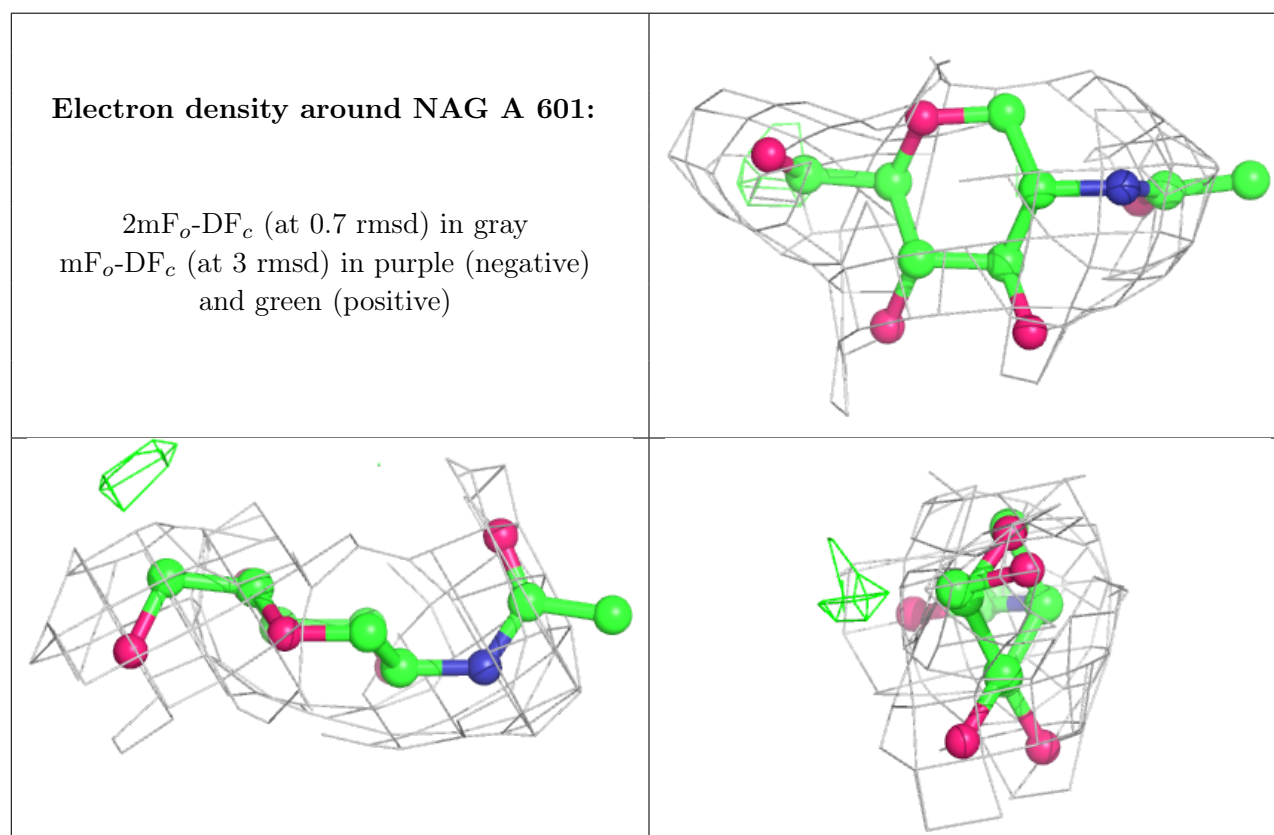 Electron density around NAG A 601:
2mFₒ-DF𝒸 (at 0.7 rmsd) in gray
mFₒ-DF𝒸 (at 3 rmsd) in purple (negative)
and green (positive)